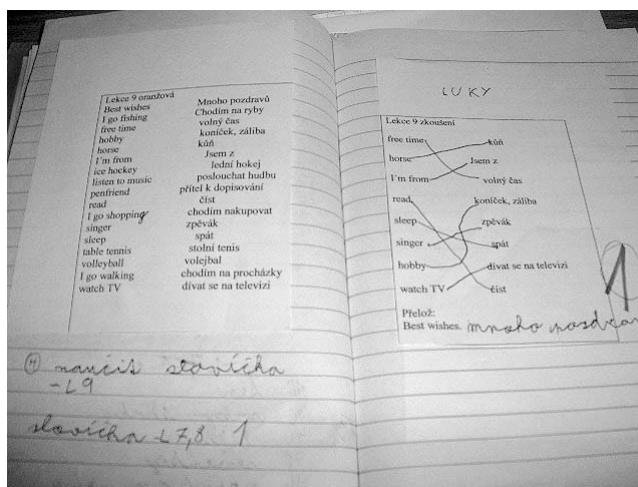 Lekce 9 oranžová
Best wishes Mnoho pozdravů
I go fishing Chodím na ryby
free time volný čas
hobby koníček, záliba
horse kůň
I'm from Jsem z
ice hockey lední hokej
listen to music poslouchat hudbu
penfriend přítel k dopisování
read číst
I go shopping chodím nakupovat
singer zpěvák
sleep spát
table tennis stolní tenis
volleyball volejbal
I go walking chodím na procházky
watch TV dívat se na televizi
slovíčka
- L9
slovíčka L 7,8 1
LUKY
Lekce 9 zkoušení
free time kůň
horse Jsem z
I'm from volný čas
read koníček, záliba
sleep zpěvák
singer spát
hobby dívat se na televizi
watch TV číst
Přelož:
Best wishes. mnoho
1